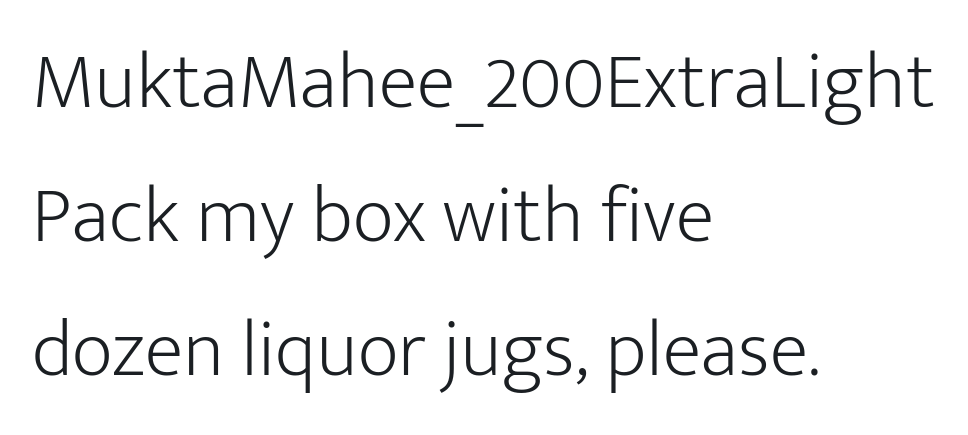 MuktaMahee_200ExtraLight
Pack my box with five
dozen liquor jugs, please.